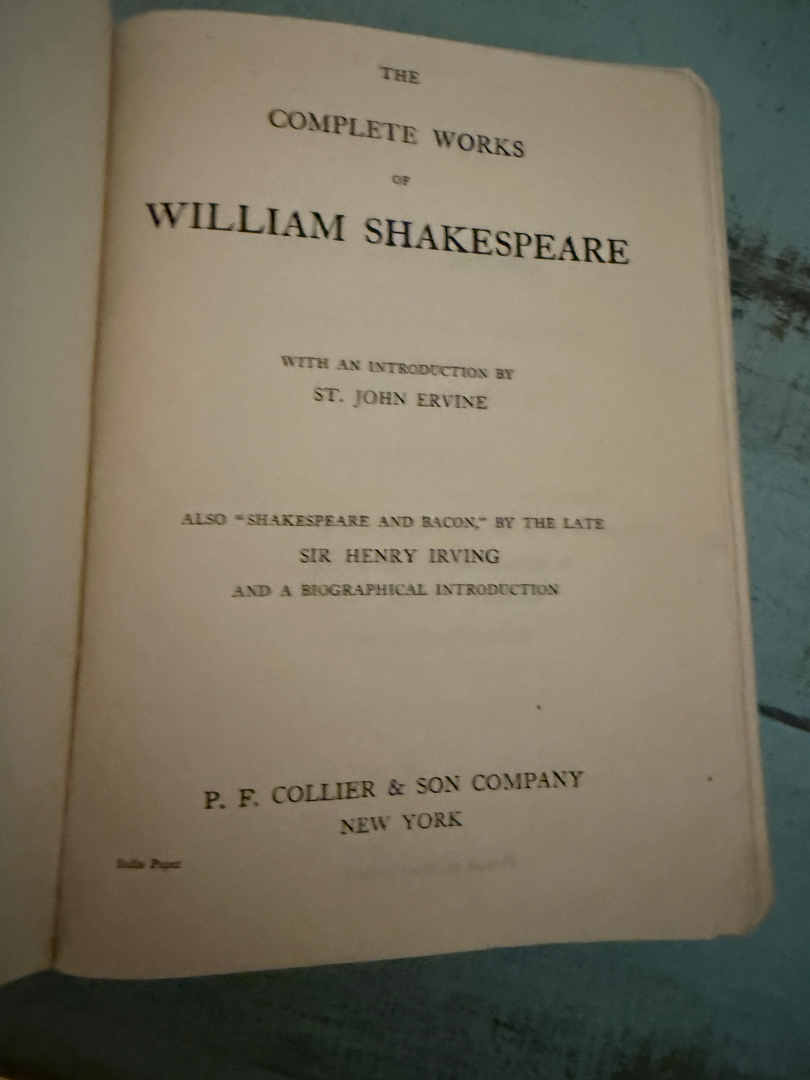 THE
COMPLETE WORKS
OF
WILLIAM SHAKESPEARE
WITH AN INTRODUCTION BY
ST. JOHN ERVINE
ALSO "SHAKESPEARE AND BACON," BY THE LATE
SIR HENRY IRVING
AND A BIOGRAPHICAL INTRODUCTION
P. F. COLLIER & SON COMPANY
NEW YORK
Paper